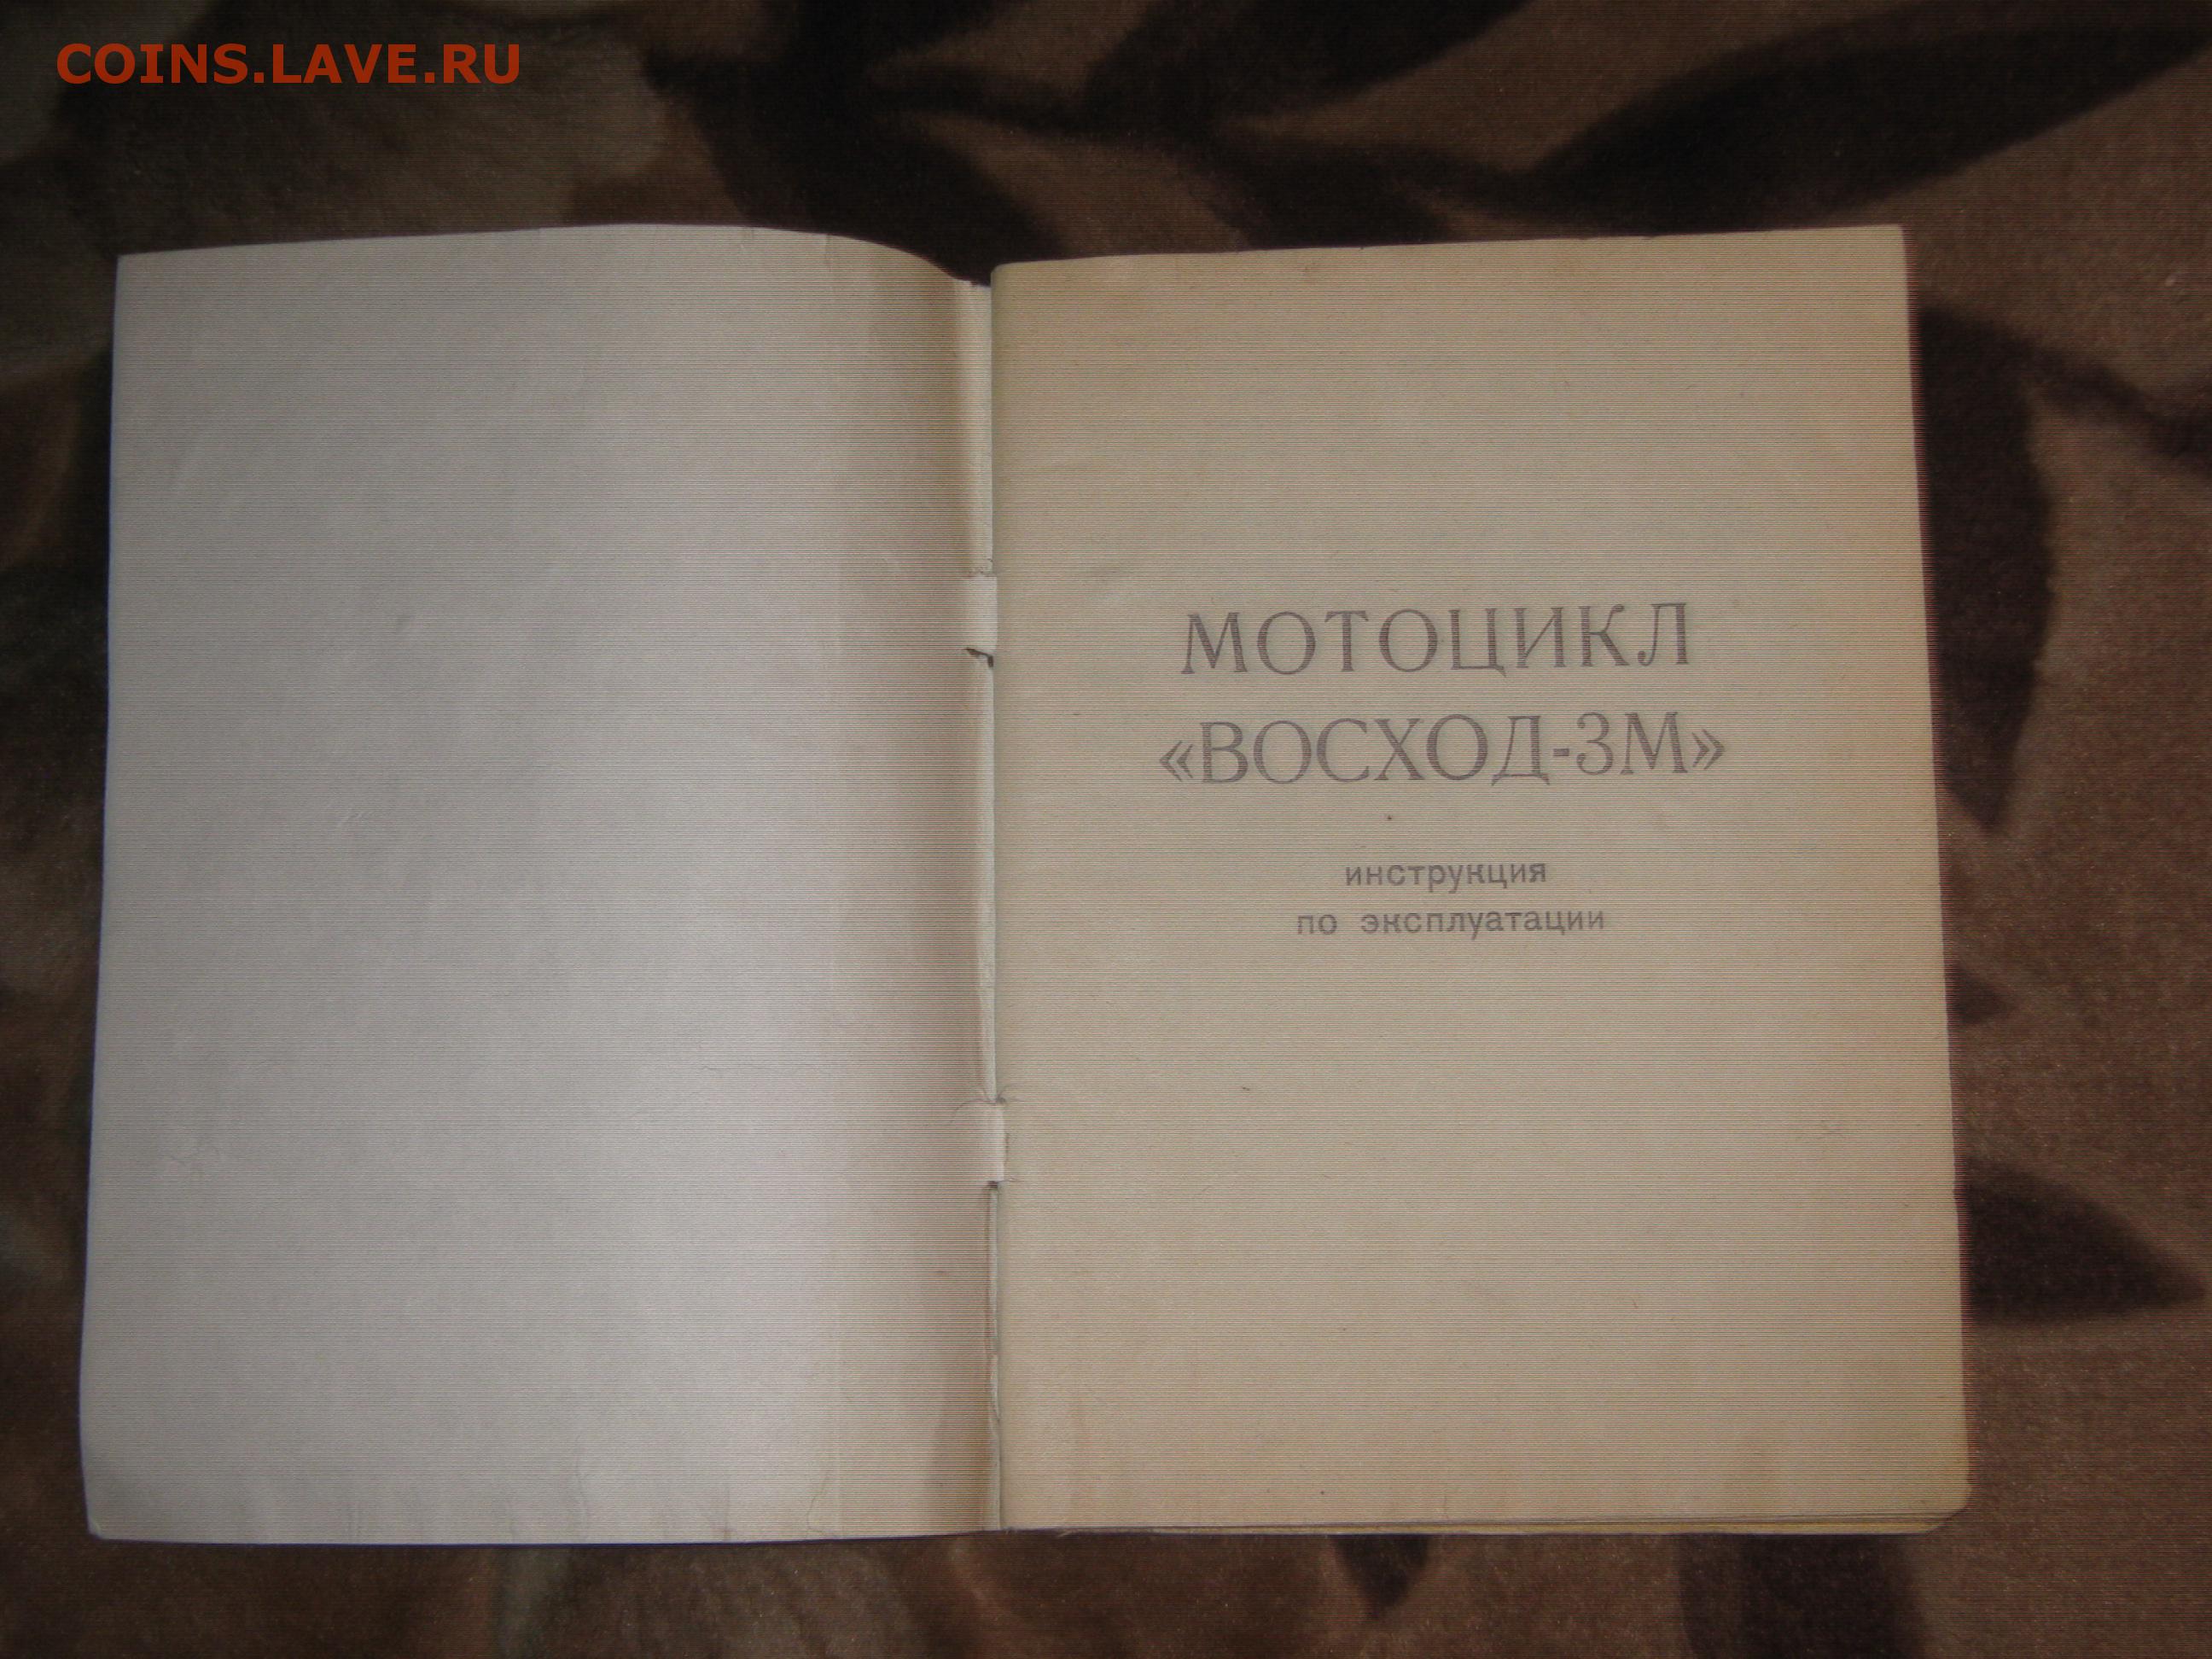 COINS.LAVE.RU
МОТОЦИКЛ
«ВОСХОД-3М»
инструкция
по эксплуатации